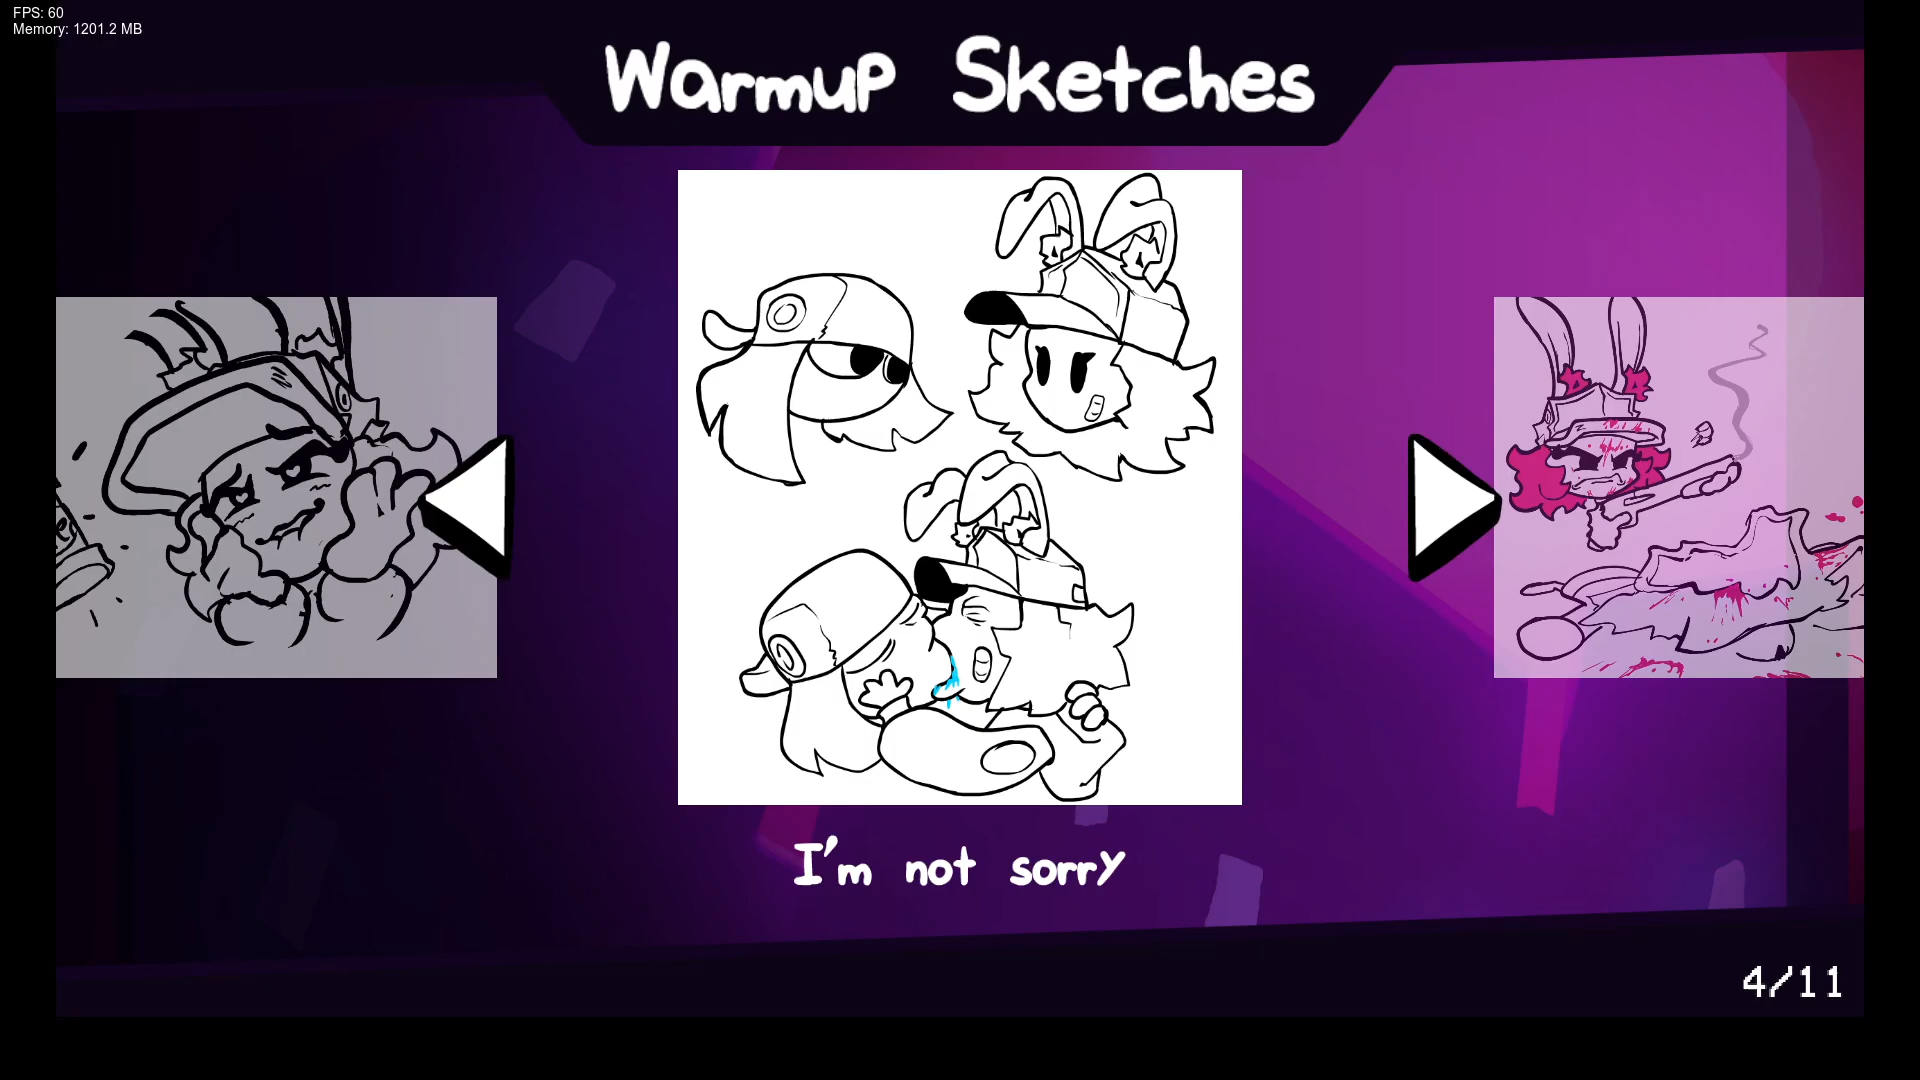 FPS: 60
Memory: 1201.2 MB
Warmup Sketches
I'm not sorry
4/11